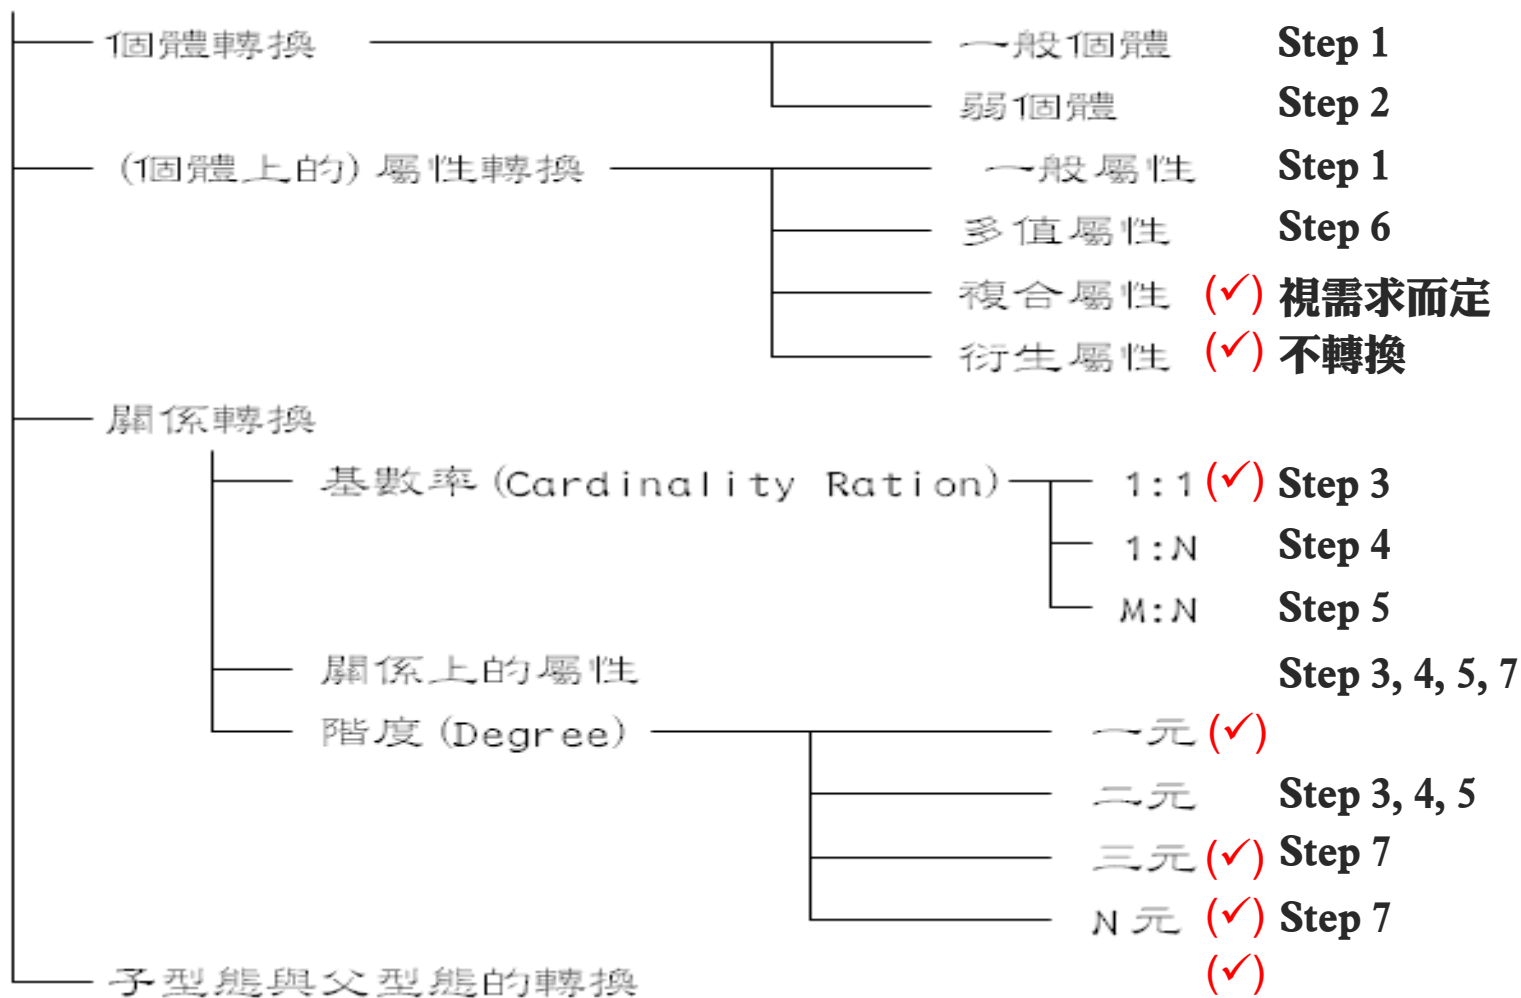 個體轉換 一般個體 Step 1
弱個體 Step 2
(個體上的)屬性轉換 一般屬性 Step 1
多值屬性 Step 6
複合屬性 (✓) 視需求而定
衍生屬性 (✓) 不轉換
關係轉換
基數率(Cardinality Ration) 1:1 (✓) Step 3
1:N Step 4
M:N Step 5
關係上的屬性 Step 3, 4, 5, 7
階度(Degree) 一元 (✓)
二元 Step 3, 4, 5
三元 (✓) Step 7
N元 (✓) Step 7
子型態與父型態的轉換 (✓)